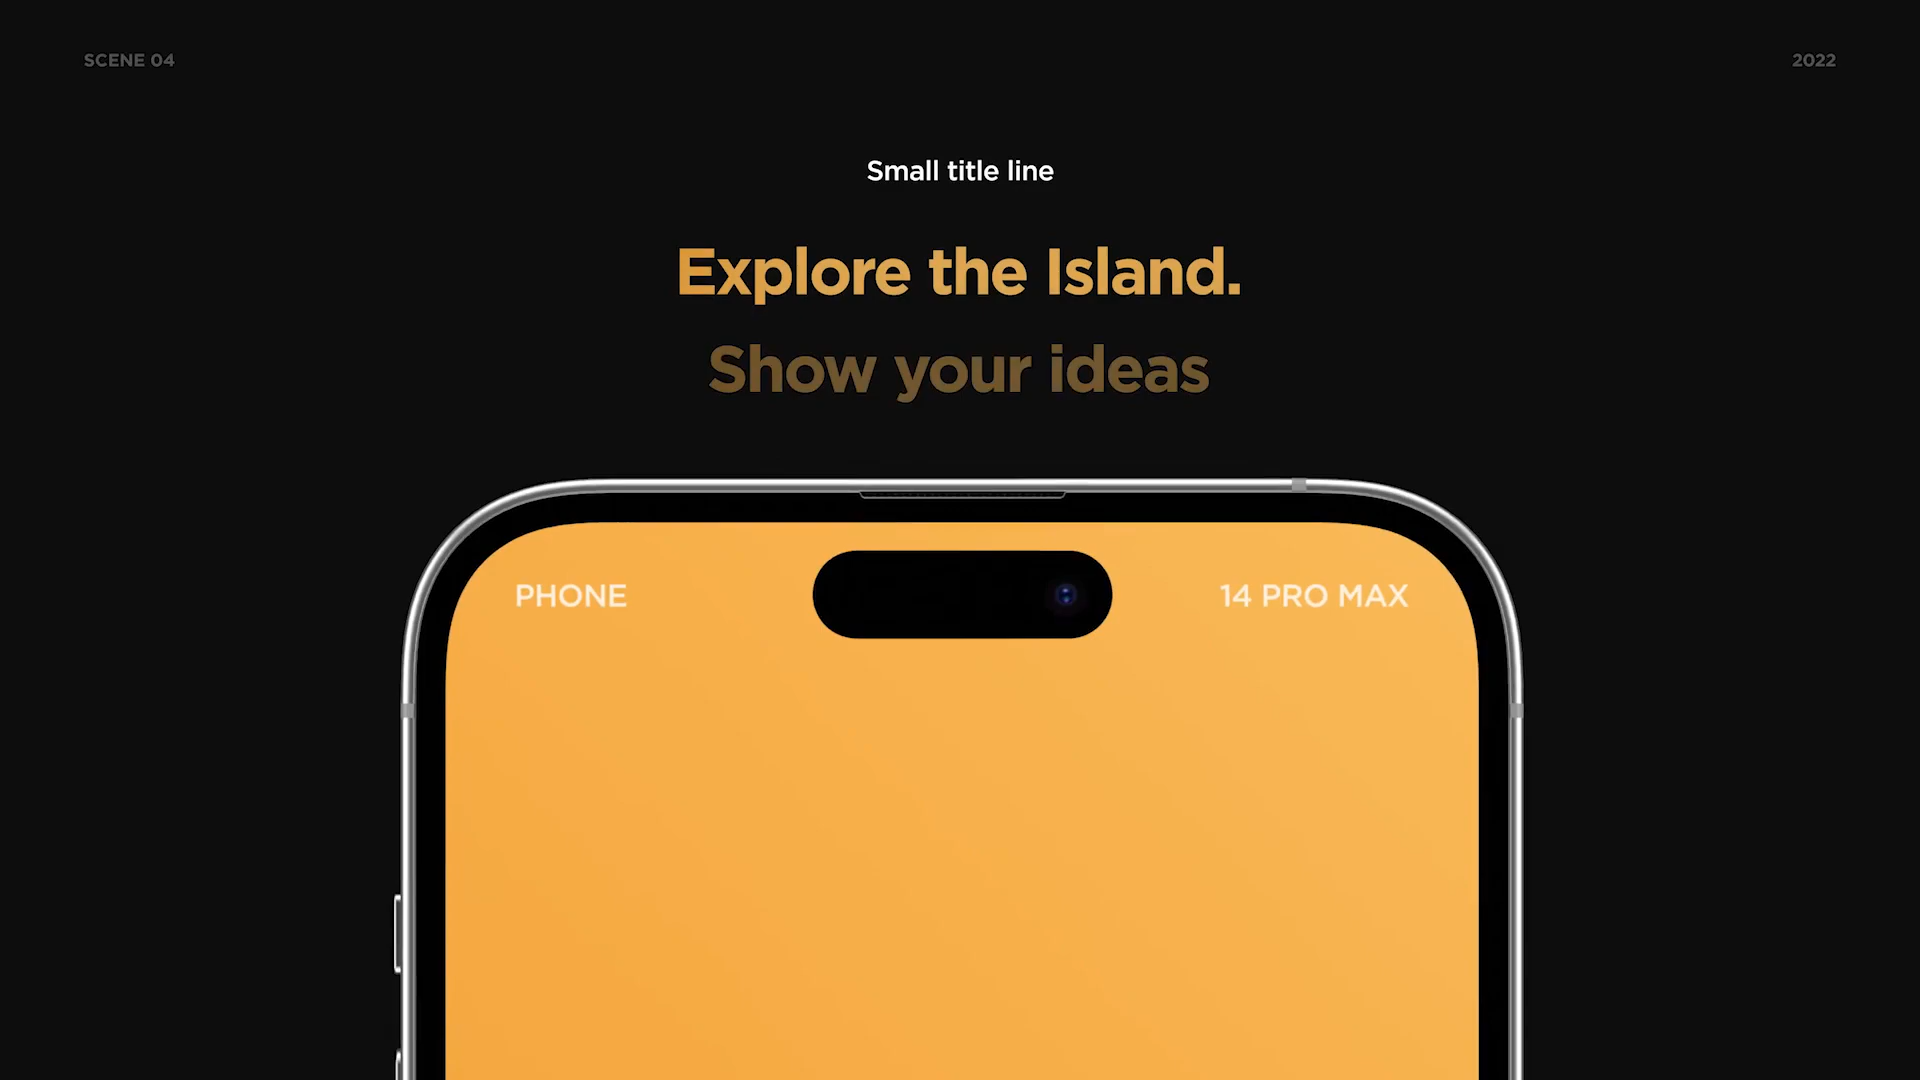 SCENE 04
2022
Small title line
Explore the Island.
Show your ideas
PHONE
14 PRO MAX